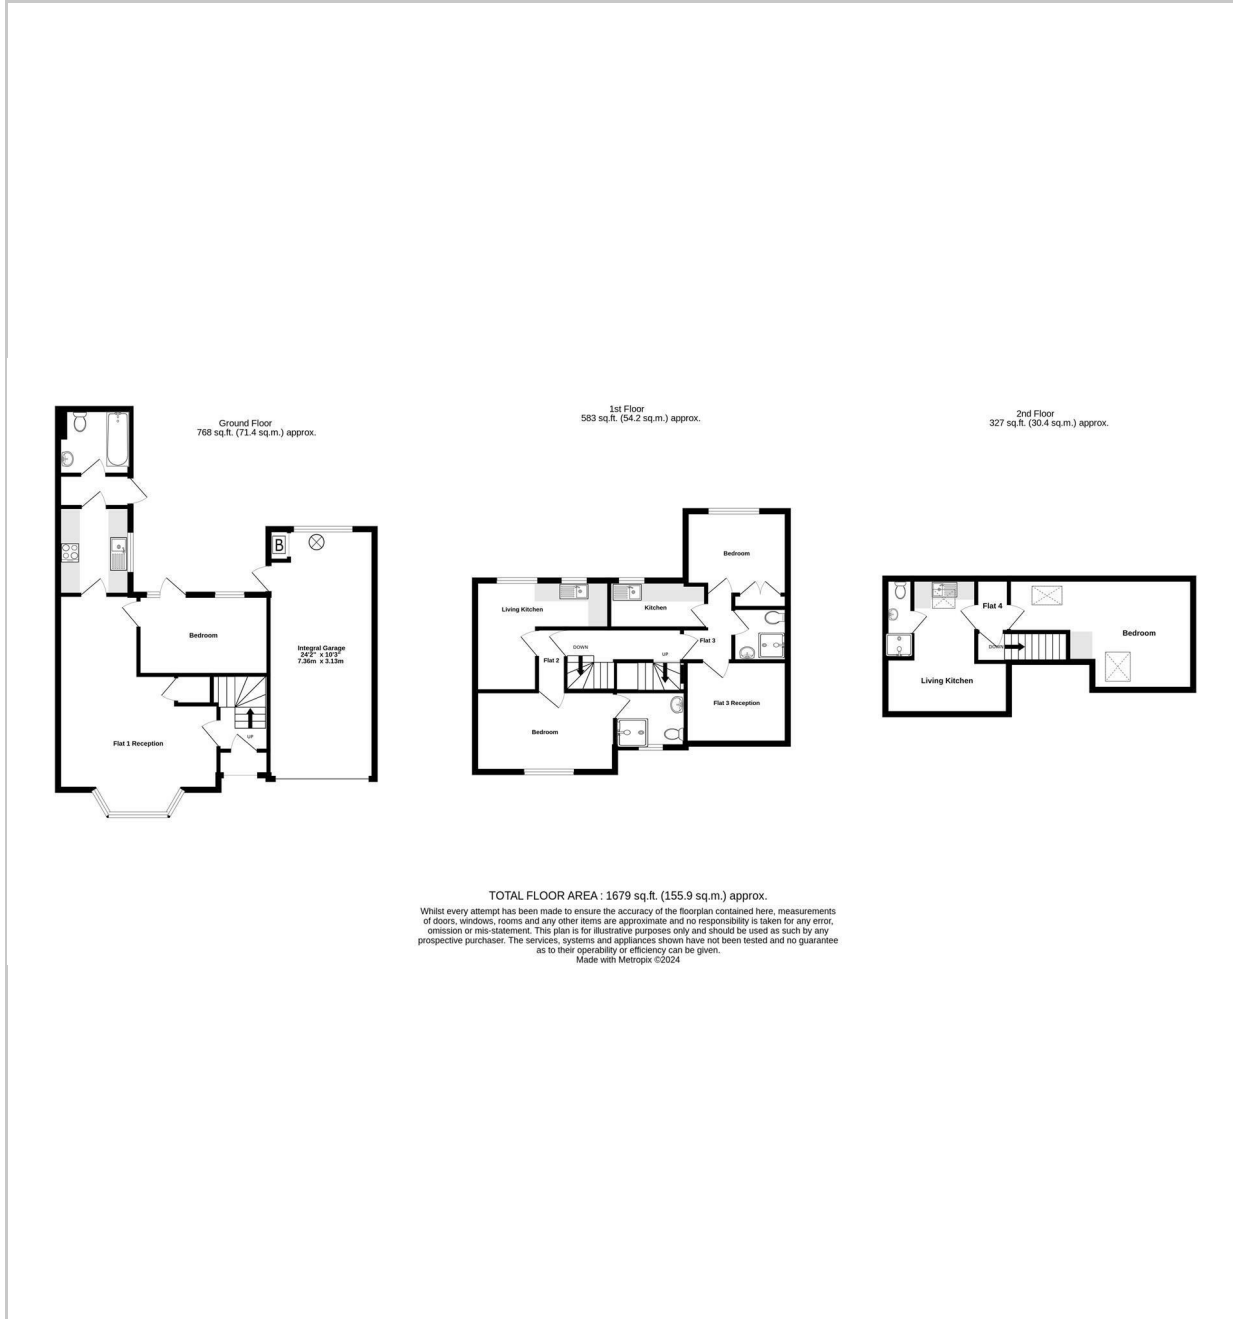 Ground Floor
768 sq.ft. (71.4 sq.m.) approx.
B
Bedroom
Integral Garage
24'2" x 10'3"
7.36m x 3.13m
Flat 1 Reception
UP
1st Floor
583 sq.ft. (54.2 sq.m.) approx.
Bedroom
Living Kitchen
Kitchen
DOWN
UP
Flat 3
Flat 2
Flat 3 Reception
Bedroom
2nd Floor
327 sq.ft. (30.4 sq.m.) approx.
Flat 4
Bedroom
DOWN
Living Kitchen
TOTAL FLOOR AREA : 1679 sq.ft. (155.9 sq.m.) approx.
Whilst every attempt has been made to ensure the accuracy of the floorplan contained here, measurements
of doors, windows, rooms and any other items are approximate and no responsibility is taken for any error,
omission or mis-statement. This plan is for illustrative purposes only and should be used as such by any
prospective purchaser. The services, systems and appliances shown have not been tested and no guarantee
as to their operability or efficiency can be given.
Made with Metropix ©2024